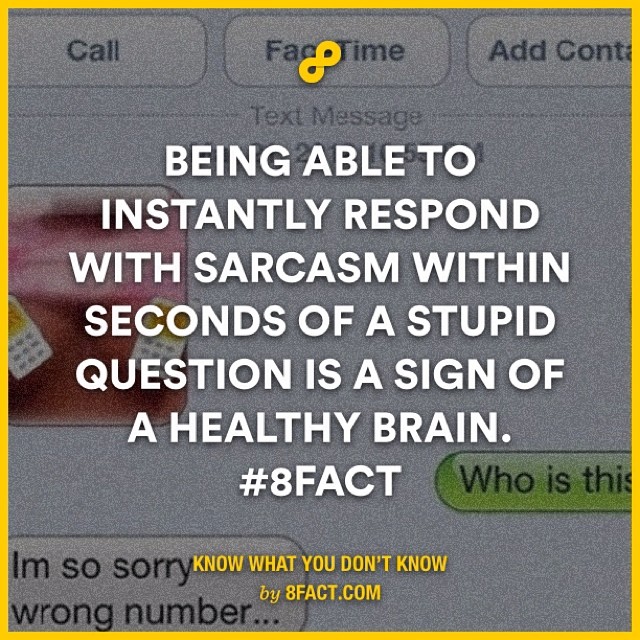 Call
FaceTime
Add Conta
Text Message
BEING ABLE TO
INSTANTLY RESPOND
WITH SARCASM WITHIN
SECONDS OF A STUPID
QUESTION IS A SIGN OF
A HEALTHY BRAIN.
#8FACT
Who is this
Im so sorry
wrong number...
KNOW WHAT YOU DON'T KNOW
by 8FACT.COM